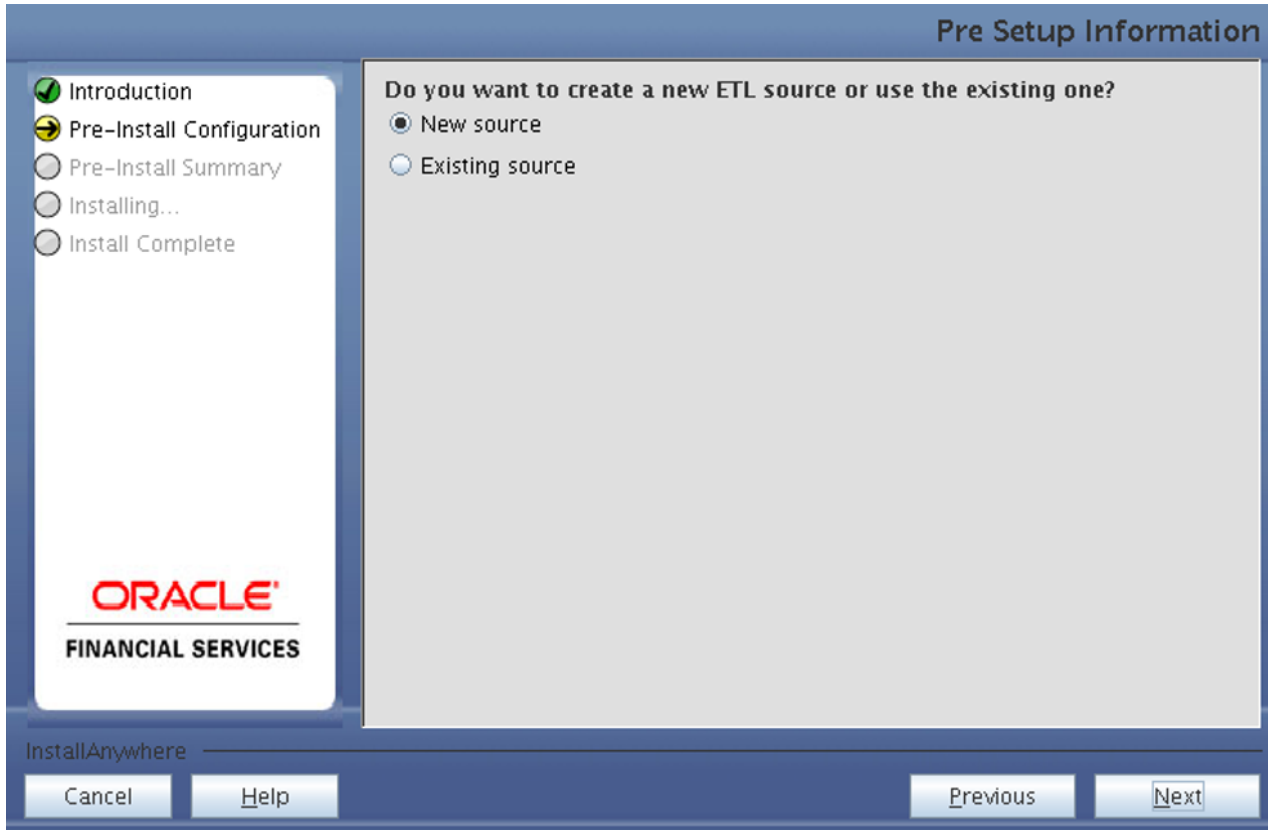 Pre Setup Information
Introduction
Pre-Install Configuration
Pre-Install Summary
Installing...
Install Complete
ORACLE'
FINANCIAL SERVICES
Do you want to create a new ETL source or use the existing one?
New source
Existing source
InstallAnywhere
Cancel
Help
Previous
Next